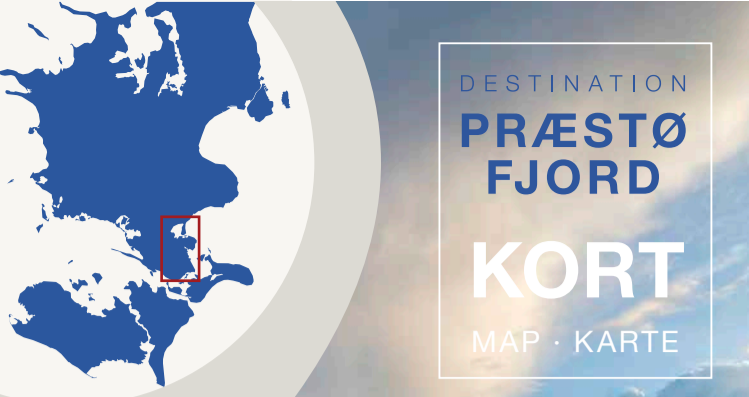 DESTINATION
PRÆSTØ
FJORD
KORT
MAP · KARTE